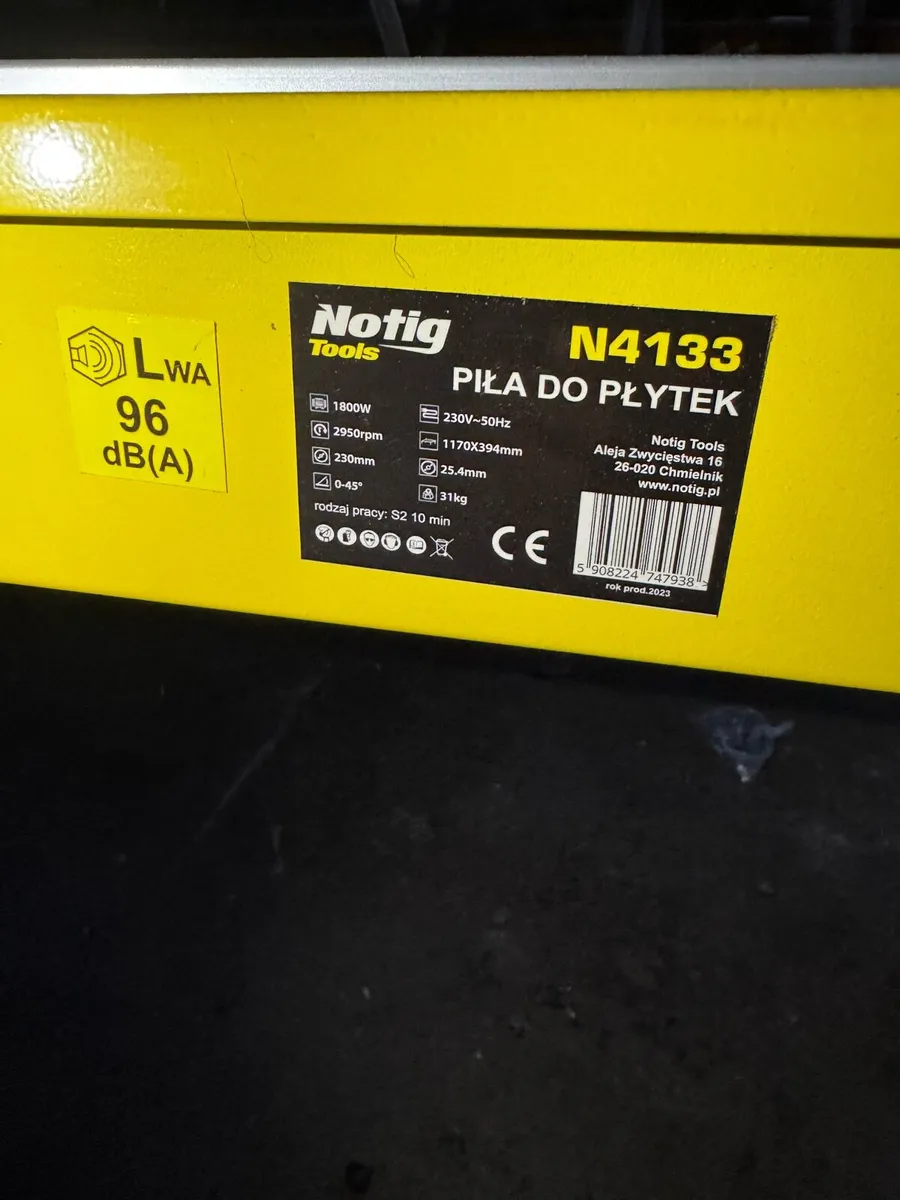 LWA
96
dB(A)
Notig
Tools
N4133
PIŁA DO PŁYTEK
1800W
230V~50Hz
2950rpm
1170X394mm
230mm
25.4mm
0-45°
31kg
rodzaj pracy: S2 10 min
CE
Notig Tools
Aleja Zwycięstwa 16
26-020 Chmielnik
www.notig.pl
5 908224 747938 >
rok prod.2023